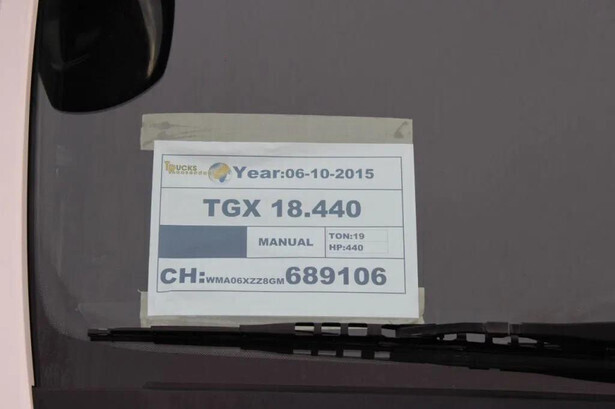 TRUCKS Year:06-10-2015
TGX 18.440
MANUAL
TON:19
HP:440
CH:WMA06XZZ8GM689106